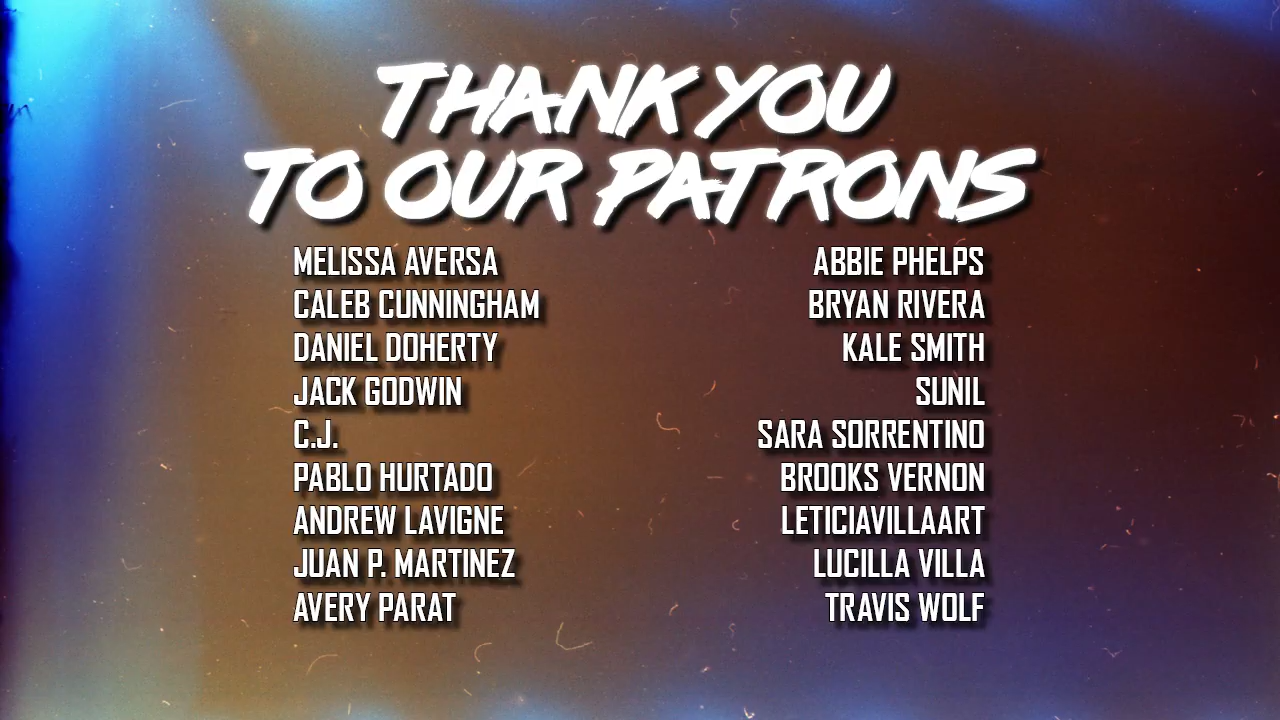 THANK YOU
TO OUR PATRONS
MELISSA AVERSA
CALEB CUNNINGHAM
DANIEL DOHERTY
JACK GODWIN
C.J.
PABLO HURTADO
ANDREW LAVIGNE
JUAN P. MARTINEZ
AVERY PARAT
ABBIE PHELPS
BRYAN RIVERA
KALE SMITH
SUNIL
SARA SORRENTINO
BROOKS VERNON
LETICIAVILLAART
LUCILLA VILLA
TRAVIS WOLF